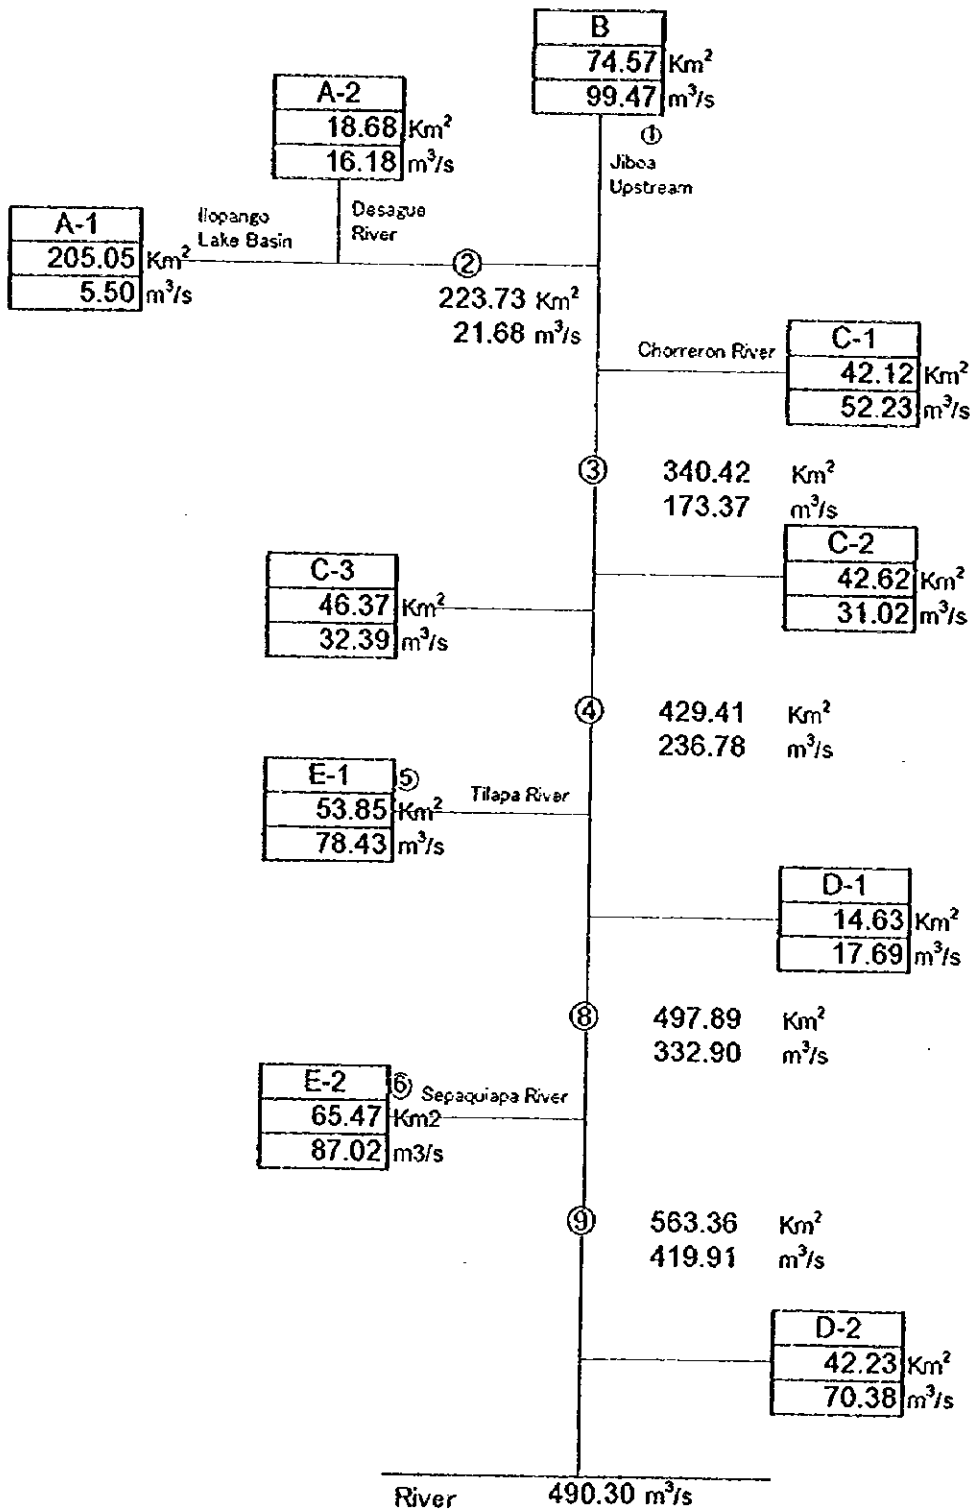 B
74.57 Km²
99.47 m³/s
①
Jiboa
Upstream
A-2
18.68 Km²
16.18 m³/s
Desague
River
A-1
205.05 Km²
5.50 m³/s
Ilopango
Lake Basin
②
223.73 Km²
21.68 m³/s
Chorreron River
C-1
42.12 Km²
52.23 m³/s
③ 340.42 Km²
173.37 m³/s
C-2
42.62 Km²
31.02 m³/s
C-3
46.37 Km²
32.39 m³/s
④ 429.41 Km²
236.78 m³/s
E-1 ⑤
53.85 Km²
78.43 m³/s
Tilapa River
D-1
14.63 Km²
17.69 m³/s
⑧ 497.89 Km²
332.90 m³/s
E-2 ⑥
65.47 Km2
87.02 m3/s
Sepaquiapa River
⑨ 563.36 Km²
419.91 m³/s
D-2
42.23 Km²
70.38 m³/s
River 490.30 m³/s